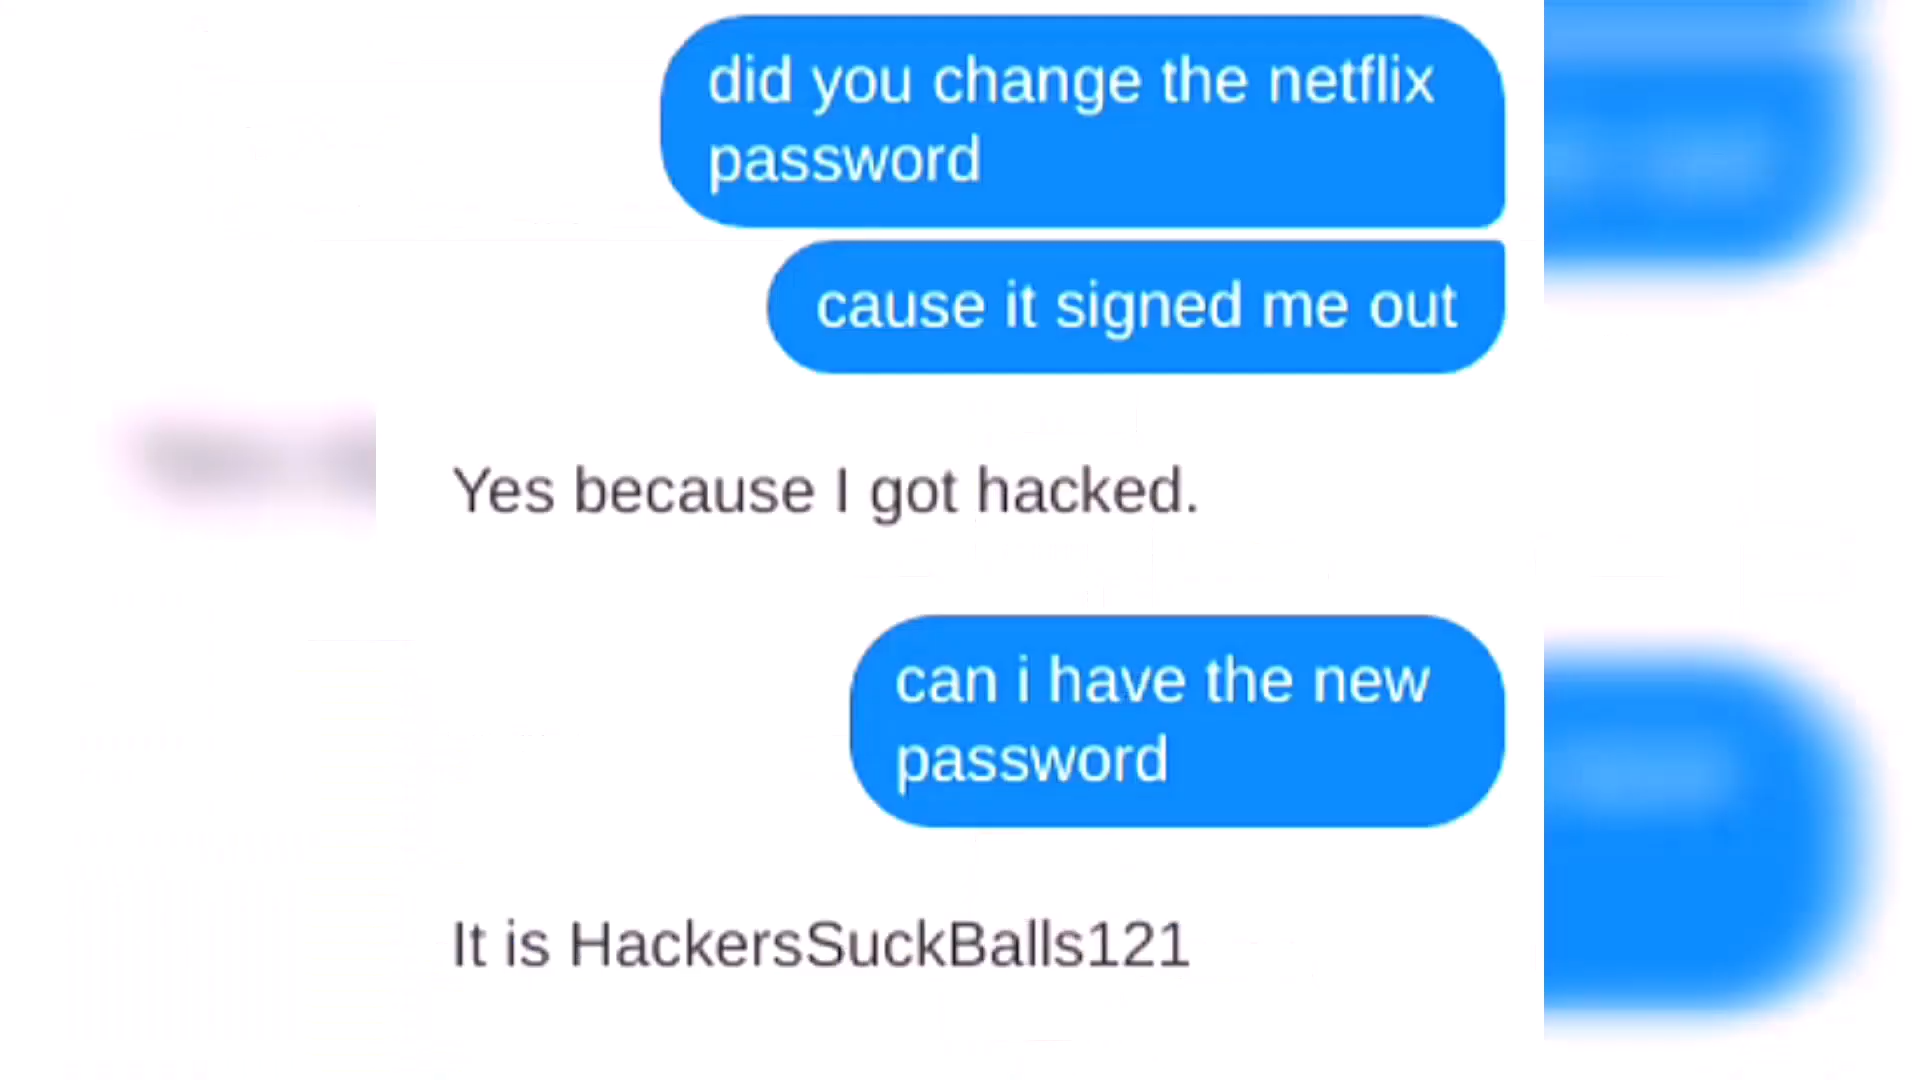 did you change the netflix
password
cause it signed me out
Yes because I got hacked.
can i have the new
password
It is HackersSuckBalls121